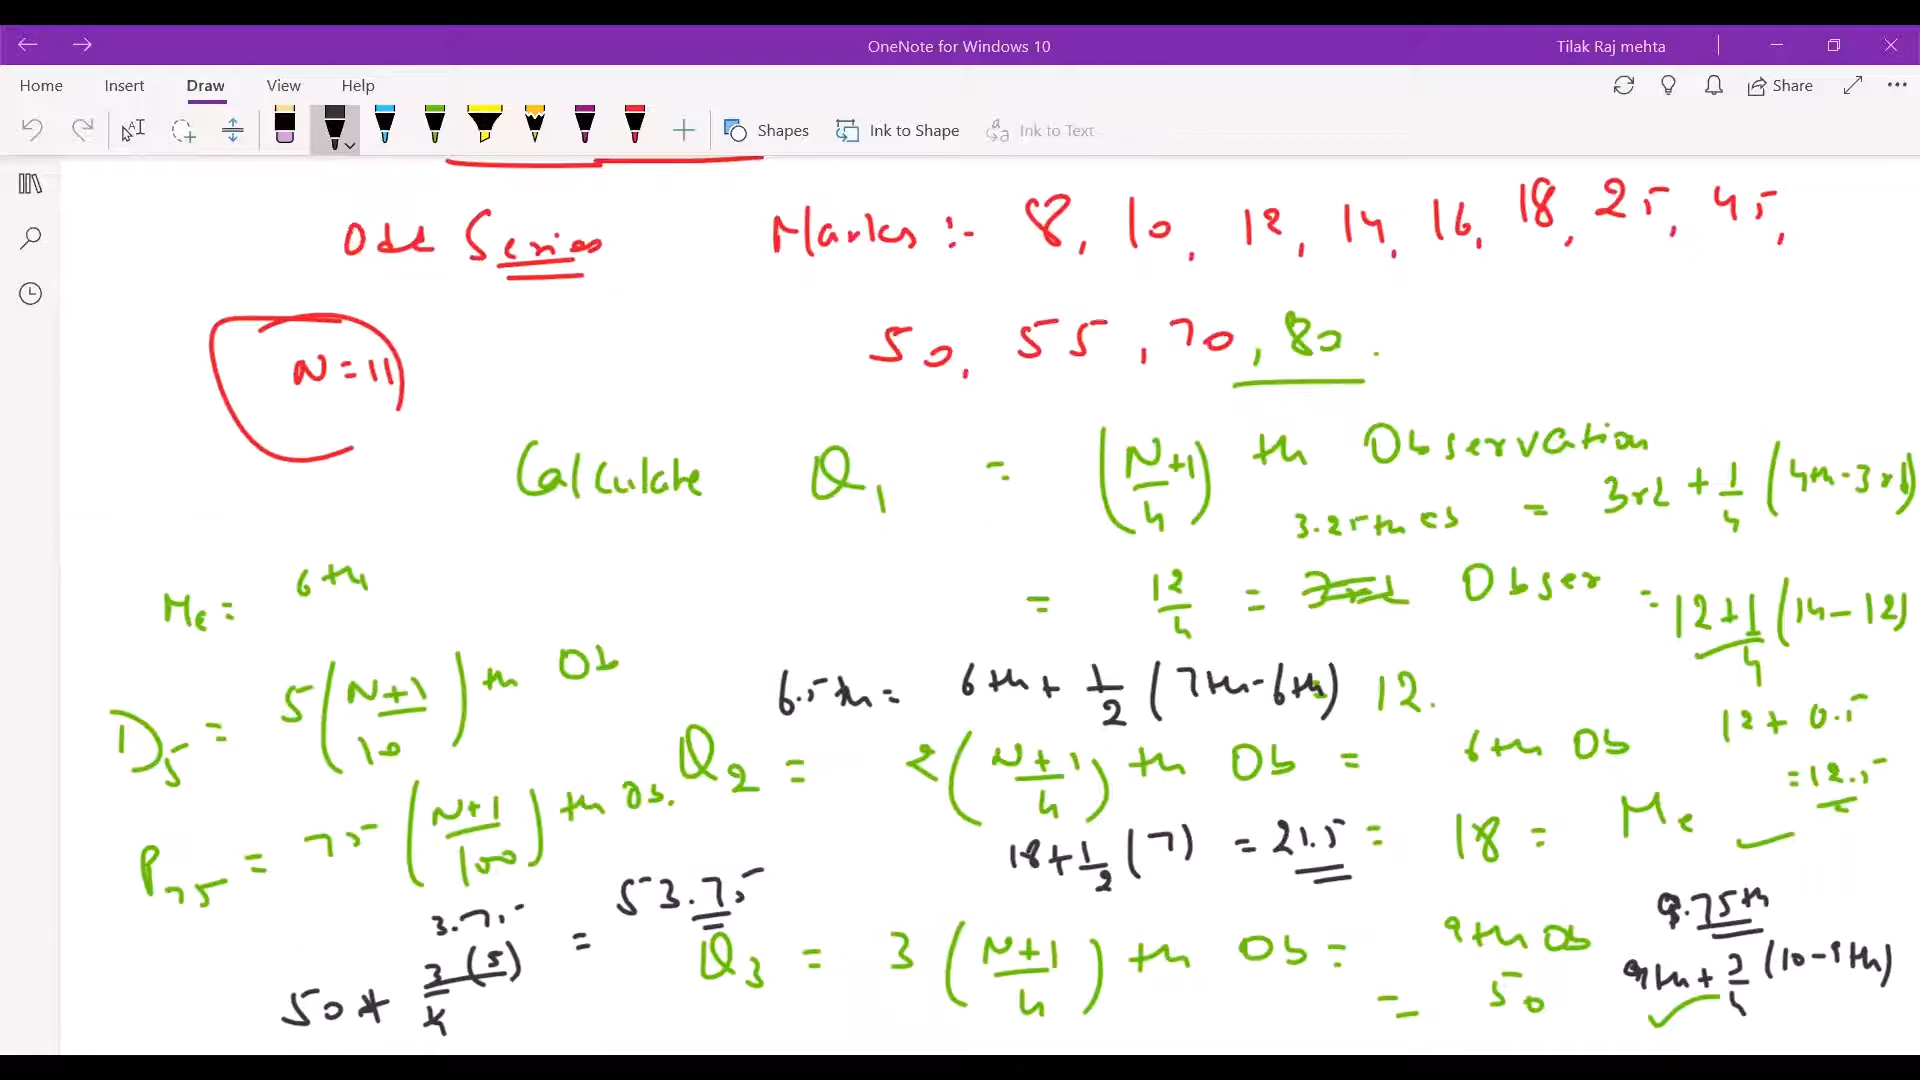 OneNote for Windows 10
Tilak Raj mehta
Home Insert Draw View Help
Share
Shapes Ink to Shape Ink to Text
Odd Series Marks :- 8, 10, 12, 14, 16, 18, 25, 45,
50, 55, 70, 80.
N = 11
Calculate Q1 = (N+1/4) th Observation
3.25th obs = 3rd + 1/4 (4th - 3rd)
= 12/4 = Obser = 12 + 1/4 (14 - 12)
Me = 6th
= 12.
12 + 0.5
= 12.5
D5 = 5 (N+1/10) th Ob
6.5th = 6th + 1/2 (7th - 6th)
Q2 = 2 (N+1/4) th Ob = 6th Ob
18 + 1/2 (7) = 21.5 = 18 = Me
P75 = 75 (N+1/100) th Ob.
3.75
50 + 3/4 (5) = 53.75
Q3 = 3 (N+1/4) th Ob = 9th Ob
= 50
9.75th
9th + 3/4 (10 - 9th)